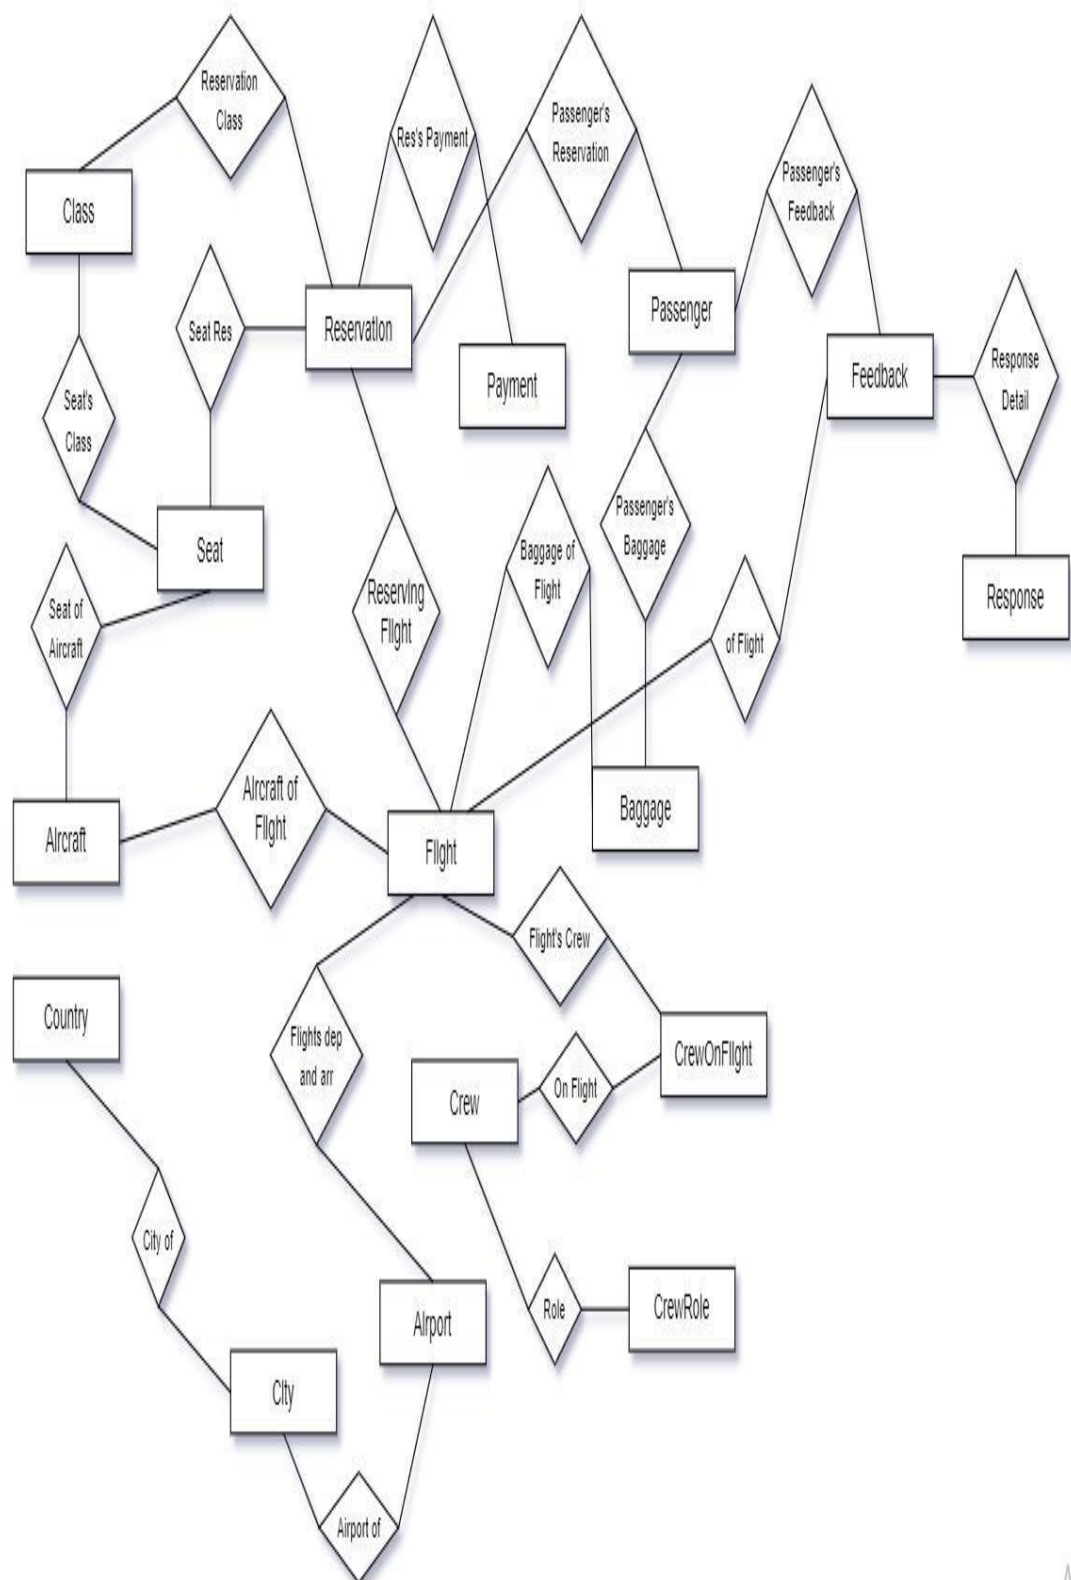 Reservation
Class
Res's Payment
Passenger's
Reservation
Passenger's
Feedback
Class
Seat Res
Reservation
Passenger
Payment
Feedback
Response
Detail
Seat's
Class
Seat
Passenger's
Baggage
Baggage of
Flight
Reserving
Flight
Response
Seat of
Aircraft
of Flight
Aircraft of
Flight
Baggage
Aircraft
Flight
Flight's Crew
Country
Flights dep
and arr
CrewOnFlight
On Flight
Crew
City of
Role
CrewRole
Airport
City
Airport of